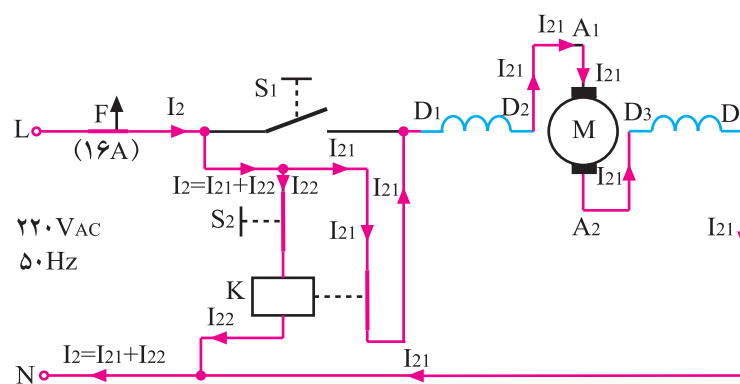 I21 A1
I21 I21
S1
F I2 D1 D2 D3 D
L M
(۱۶A) I21 I21
I2=I21+I22 I22 I21
S2 I21 A2 I21
۲۲۰VAC
۵۰Hz
K
I22
I2=I21+I22 I21
N